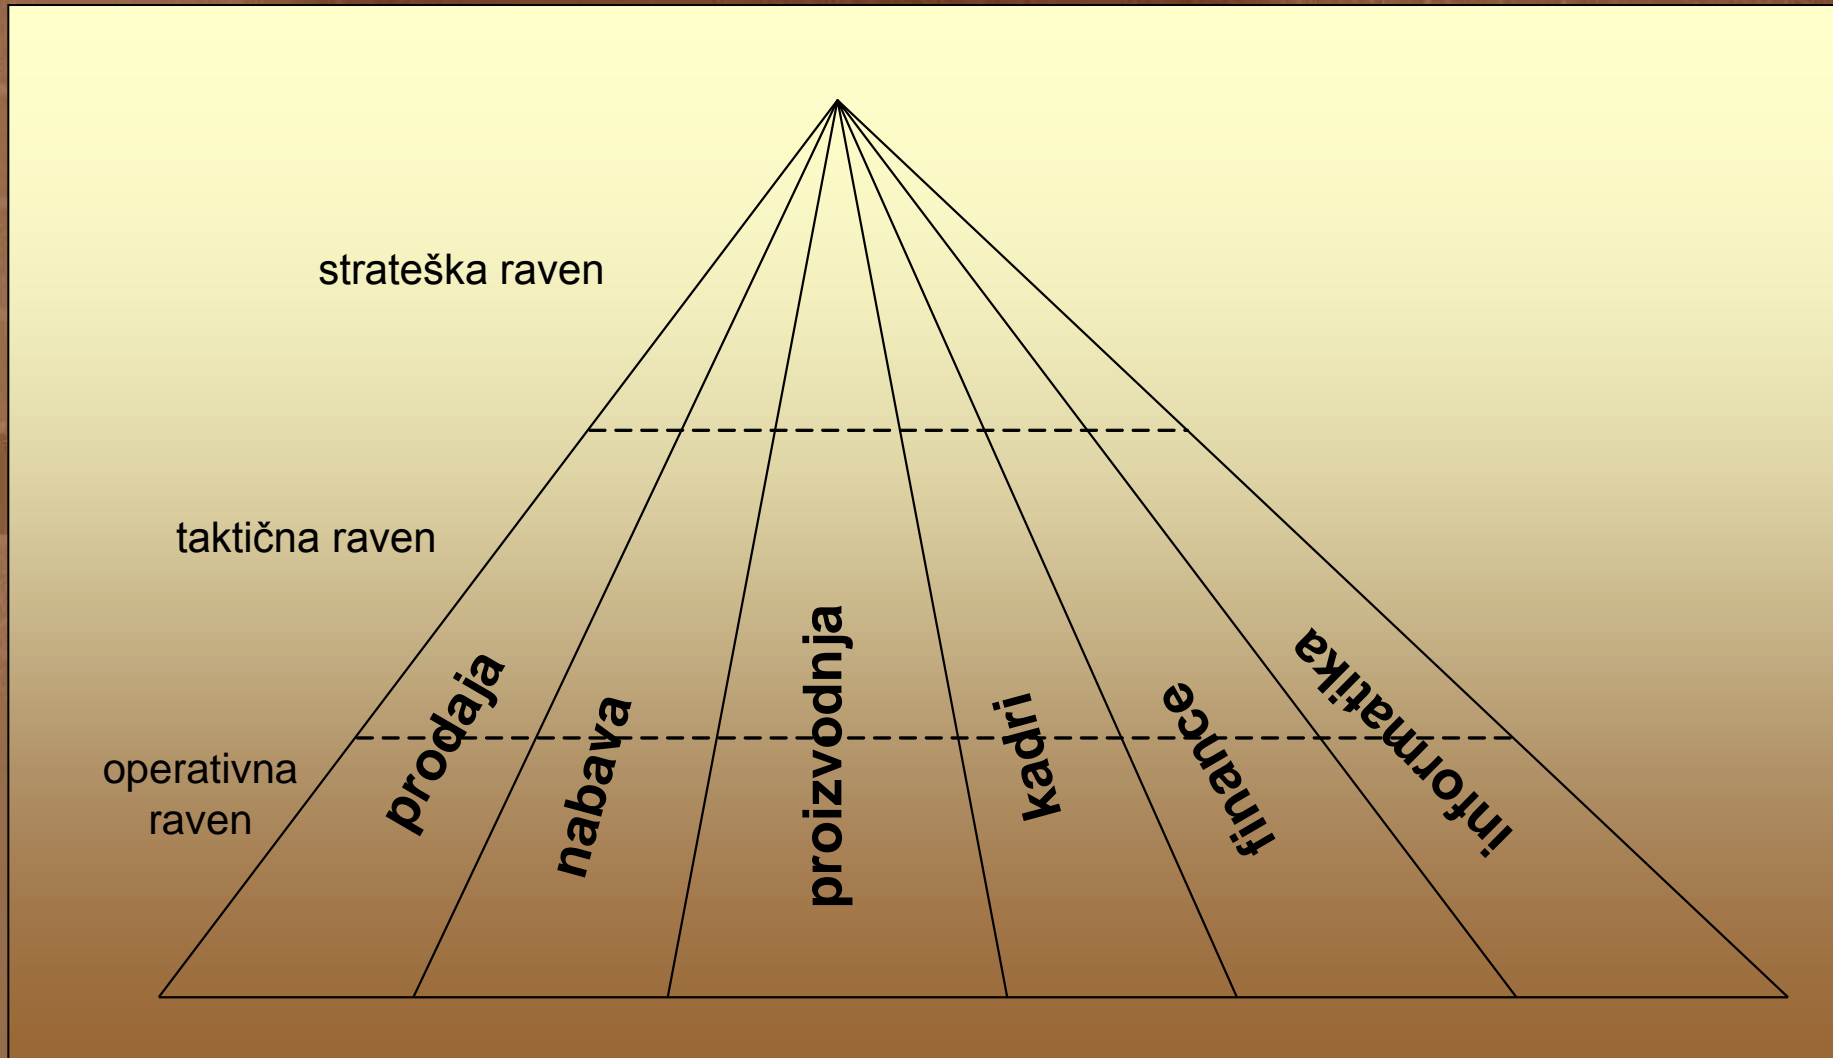 strateška raven
taktična raven
operativna
raven
prodaja
nabava
proizvodnja
kadri
finance
informatika